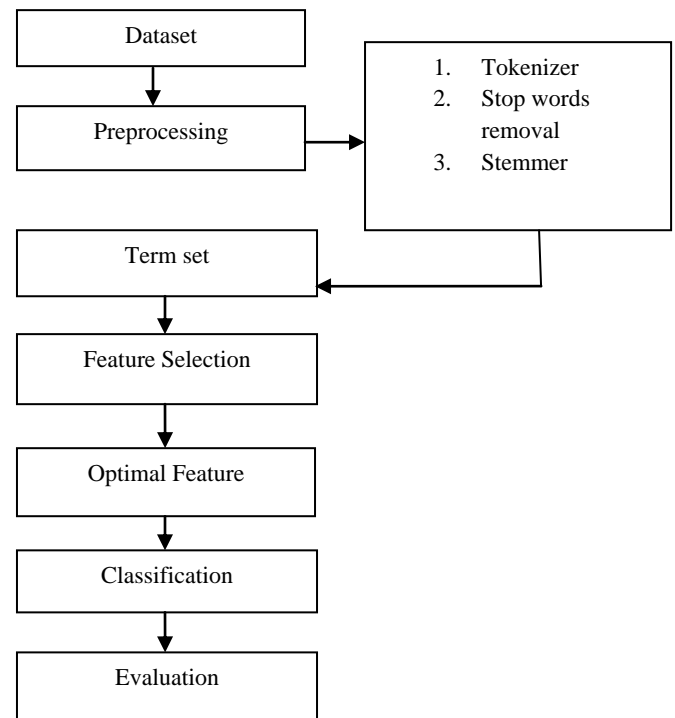 Dataset
Preprocessing
1. Tokenizer
2. Stop words
removal
3. Stemmer
Term set
Feature Selection
Optimal Feature
Classification
Evaluation